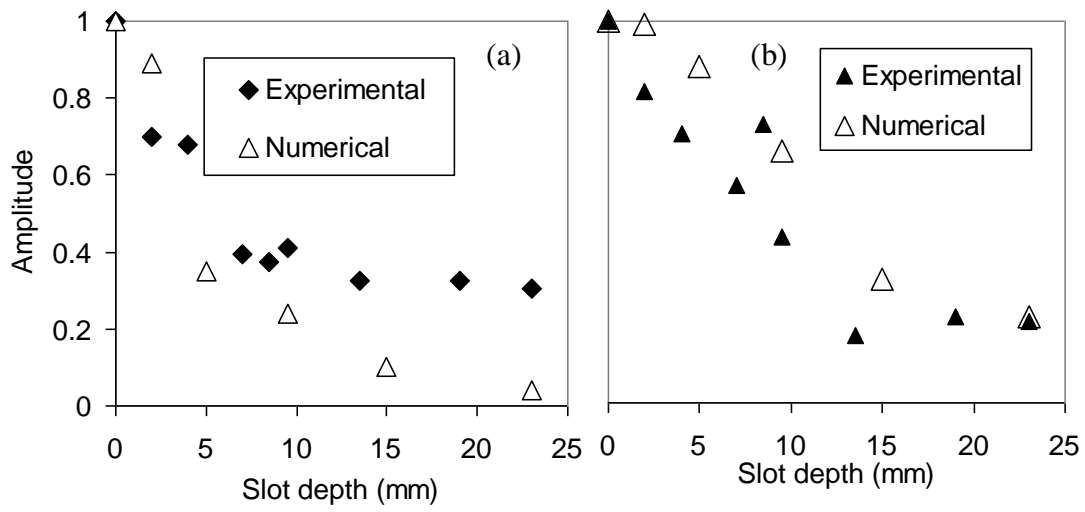 1
0.8
0.6
0.4
0.2
0
Amplitude
(a)
Experimental
Numerical
0 5 10 15 20 25
Slot depth (mm)
(b)
Experimental
Numerical
0 5 10 15 20 25
Slot depth (mm)